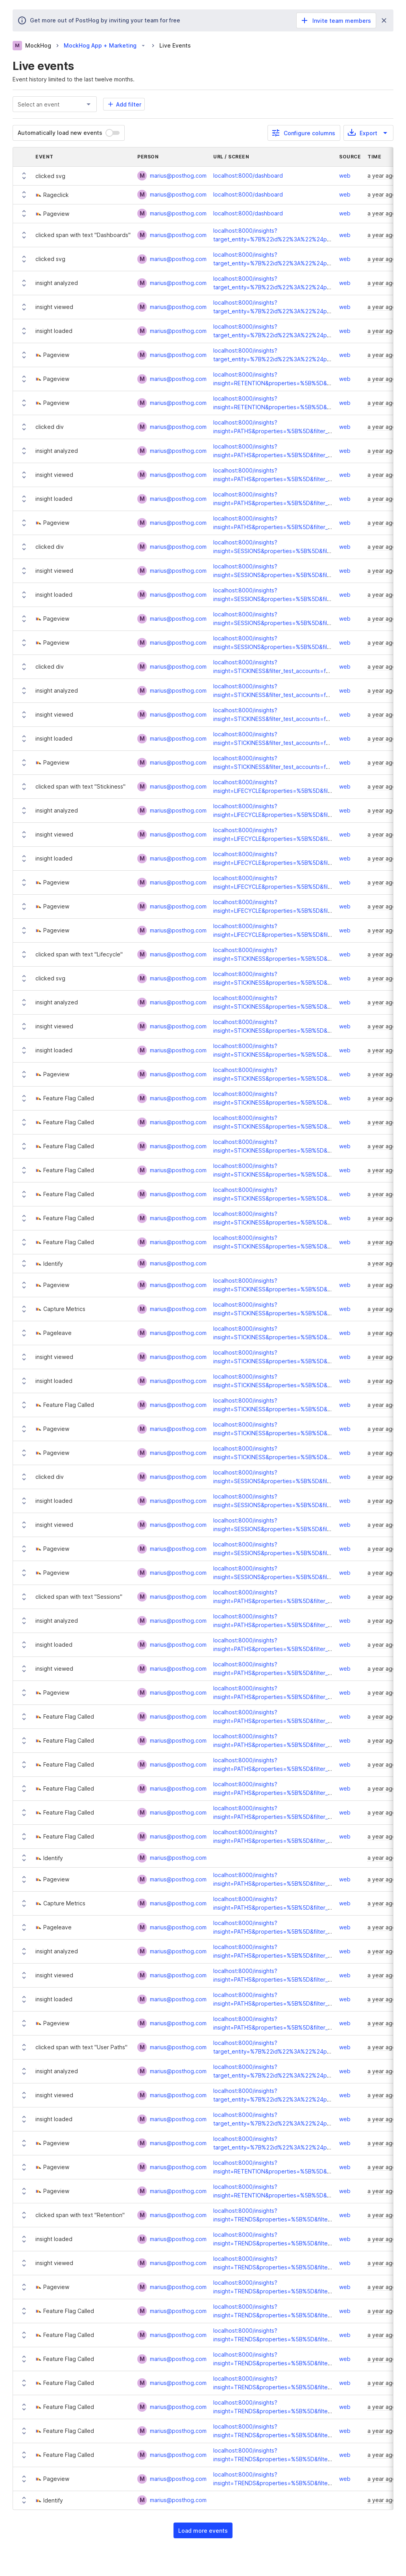 Get more out of PostHog by inviting your team for free
+ Invite team members
M MockHog > MockHog App + Marketing > Live Events
Live events
Event history limited to the last twelve months.
Select an event
+ Add filter
Automatically load new events
Configure columns
Export
EVENT PERSON URL / SCREEN SOURCE TIME
clicked svg M marius@posthog.com localhost:8000/dashboard web a year ago
Rageclick M marius@posthog.com localhost:8000/dashboard web a year ago
Pageview M marius@posthog.com localhost:8000/dashboard web a year ago
clicked span with text "Dashboards" M marius@posthog.com localhost:8000/insights? web a year ago
target_entity=%7B%22id%22%3A%22%24p...
clicked svg M marius@posthog.com localhost:8000/insights? web a year ago
target_entity=%7B%22id%22%3A%22%24p...
insight analyzed M marius@posthog.com localhost:8000/insights? web a year ago
target_entity=%7B%22id%22%3A%22%24p...
insight viewed M marius@posthog.com localhost:8000/insights? web a year ago
target_entity=%7B%22id%22%3A%22%24p...
insight loaded M marius@posthog.com localhost:8000/insights? web a year ago
target_entity=%7B%22id%22%3A%22%24p...
Pageview M marius@posthog.com localhost:8000/insights? web a year ago
target_entity=%7B%22id%22%3A%22%24p...
Pageview M marius@posthog.com localhost:8000/insights? web a year ago
insight=RETENTION&properties=%5B%5D&...
Pageview M marius@posthog.com localhost:8000/insights? web a year ago
insight=RETENTION&properties=%5B%5D&...
clicked div M marius@posthog.com localhost:8000/insights? web a year ago
insight=PATHS&properties=%5B%5D&filter_...
insight analyzed M marius@posthog.com localhost:8000/insights? web a year ago
insight=PATHS&properties=%5B%5D&filter_...
insight viewed M marius@posthog.com localhost:8000/insights? web a year ago
insight=PATHS&properties=%5B%5D&filter_...
insight loaded M marius@posthog.com localhost:8000/insights? web a year ago
insight=PATHS&properties=%5B%5D&filter_...
Pageview M marius@posthog.com localhost:8000/insights? web a year ago
insight=PATHS&properties=%5B%5D&filter_...
clicked div M marius@posthog.com localhost:8000/insights? web a year ago
insight=SESSIONS&properties=%5B%5D&fil...
insight viewed M marius@posthog.com localhost:8000/insights? web a year ago
insight=SESSIONS&properties=%5B%5D&fil...
insight loaded M marius@posthog.com localhost:8000/insights? web a year ago
insight=SESSIONS&properties=%5B%5D&fil...
Pageview M marius@posthog.com localhost:8000/insights? web a year ago
insight=SESSIONS&properties=%5B%5D&fil...
Pageview M marius@posthog.com localhost:8000/insights? web a year ago
insight=SESSIONS&properties=%5B%5D&fil...
clicked div M marius@posthog.com localhost:8000/insights? web a year ago
insight=STICKINESS&filter_test_accounts=f...
insight analyzed M marius@posthog.com localhost:8000/insights? web a year ago
insight=STICKINESS&filter_test_accounts=f...
insight viewed M marius@posthog.com localhost:8000/insights? web a year ago
insight=STICKINESS&filter_test_accounts=f...
insight loaded M marius@posthog.com localhost:8000/insights? web a year ago
insight=STICKINESS&filter_test_accounts=f...
Pageview M marius@posthog.com localhost:8000/insights? web a year ago
insight=STICKINESS&filter_test_accounts=f...
clicked span with text "Stickiness" M marius@posthog.com localhost:8000/insights? web a year ago
insight=LIFECYCLE&properties=%5B%5D&fil...
insight analyzed M marius@posthog.com localhost:8000/insights? web a year ago
insight=LIFECYCLE&properties=%5B%5D&fil...
insight viewed M marius@posthog.com localhost:8000/insights? web a year ago
insight=LIFECYCLE&properties=%5B%5D&fil...
insight loaded M marius@posthog.com localhost:8000/insights? web a year ago
insight=LIFECYCLE&properties=%5B%5D&fil...
Pageview M marius@posthog.com localhost:8000/insights? web a year ago
insight=LIFECYCLE&properties=%5B%5D&fil...
Pageview M marius@posthog.com localhost:8000/insights? web a year ago
insight=LIFECYCLE&properties=%5B%5D&fil...
Pageview M marius@posthog.com localhost:8000/insights? web a year ago
insight=LIFECYCLE&properties=%5B%5D&fil...
clicked span with text "Lifecycle" M marius@posthog.com localhost:8000/insights? web a year ago
insight=STICKINESS&properties=%5B%5D&...
clicked svg M marius@posthog.com localhost:8000/insights? web a year ago
insight=STICKINESS&properties=%5B%5D&...
insight analyzed M marius@posthog.com localhost:8000/insights? web a year ago
insight=STICKINESS&properties=%5B%5D&...
insight viewed M marius@posthog.com localhost:8000/insights? web a year ago
insight=STICKINESS&properties=%5B%5D&...
insight loaded M marius@posthog.com localhost:8000/insights? web a year ago
insight=STICKINESS&properties=%5B%5D&...
Pageview M marius@posthog.com localhost:8000/insights? web a year ago
insight=STICKINESS&properties=%5B%5D&...
Feature Flag Called M marius@posthog.com localhost:8000/insights? web a year ago
insight=STICKINESS&properties=%5B%5D&...
Feature Flag Called M marius@posthog.com localhost:8000/insights? web a year ago
insight=STICKINESS&properties=%5B%5D&...
Feature Flag Called M marius@posthog.com localhost:8000/insights? web a year ago
insight=STICKINESS&properties=%5B%5D&...
Feature Flag Called M marius@posthog.com localhost:8000/insights? web a year ago
insight=STICKINESS&properties=%5B%5D&...
Feature Flag Called M marius@posthog.com localhost:8000/insights? web a year ago
insight=STICKINESS&properties=%5B%5D&...
Feature Flag Called M marius@posthog.com localhost:8000/insights? web a year ago
insight=STICKINESS&properties=%5B%5D&...
Feature Flag Called M marius@posthog.com localhost:8000/insights? web a year ago
insight=STICKINESS&properties=%5B%5D&...
Identify M marius@posthog.com a year ago
Pageview M marius@posthog.com localhost:8000/insights? web a year ago
insight=STICKINESS&properties=%5B%5D&...
Capture Metrics M marius@posthog.com localhost:8000/insights? web a year ago
insight=STICKINESS&properties=%5B%5D&...
Pageleave M marius@posthog.com localhost:8000/insights? web a year ago
insight=STICKINESS&properties=%5B%5D&...
insight viewed M marius@posthog.com localhost:8000/insights? web a year ago
insight=STICKINESS&properties=%5B%5D&...
insight loaded M marius@posthog.com localhost:8000/insights? web a year ago
insight=STICKINESS&properties=%5B%5D&...
Feature Flag Called M marius@posthog.com localhost:8000/insights? web a year ago
insight=STICKINESS&properties=%5B%5D&...
Pageview M marius@posthog.com localhost:8000/insights? web a year ago
insight=STICKINESS&properties=%5B%5D&...
Pageview M marius@posthog.com localhost:8000/insights? web a year ago
insight=STICKINESS&properties=%5B%5D&...
clicked div M marius@posthog.com localhost:8000/insights? web a year ago
insight=SESSIONS&properties=%5B%5D&fil...
insight loaded M marius@posthog.com localhost:8000/insights? web a year ago
insight=SESSIONS&properties=%5B%5D&fil...
insight viewed M marius@posthog.com localhost:8000/insights? web a year ago
insight=SESSIONS&properties=%5B%5D&fil...
Pageview M marius@posthog.com localhost:8000/insights? web a year ago
insight=SESSIONS&properties=%5B%5D&fil...
Pageview M marius@posthog.com localhost:8000/insights? web a year ago
insight=SESSIONS&properties=%5B%5D&fil...
clicked span with text "Sessions" M marius@posthog.com localhost:8000/insights? web a year ago
insight=PATHS&properties=%5B%5D&filter_...
insight analyzed M marius@posthog.com localhost:8000/insights? web a year ago
insight=PATHS&properties=%5B%5D&filter_...
insight loaded M marius@posthog.com localhost:8000/insights? web a year ago
insight=PATHS&properties=%5B%5D&filter_...
insight viewed M marius@posthog.com localhost:8000/insights? web a year ago
insight=PATHS&properties=%5B%5D&filter_...
Pageview M marius@posthog.com localhost:8000/insights? web a year ago
insight=PATHS&properties=%5B%5D&filter_...
Feature Flag Called M marius@posthog.com localhost:8000/insights? web a year ago
insight=PATHS&properties=%5B%5D&filter_...
Feature Flag Called M marius@posthog.com localhost:8000/insights? web a year ago
insight=PATHS&properties=%5B%5D&filter_...
Feature Flag Called M marius@posthog.com localhost:8000/insights? web a year ago
insight=PATHS&properties=%5B%5D&filter_...
Feature Flag Called M marius@posthog.com localhost:8000/insights? web a year ago
insight=PATHS&properties=%5B%5D&filter_...
Feature Flag Called M marius@posthog.com localhost:8000/insights? web a year ago
insight=PATHS&properties=%5B%5D&filter_...
Feature Flag Called M marius@posthog.com localhost:8000/insights? web a year ago
insight=PATHS&properties=%5B%5D&filter_...
Identify M marius@posthog.com a year ago
Pageview M marius@posthog.com localhost:8000/insights? web a year ago
insight=PATHS&properties=%5B%5D&filter_...
Capture Metrics M marius@posthog.com localhost:8000/insights? web a year ago
insight=PATHS&properties=%5B%5D&filter_...
Pageleave M marius@posthog.com localhost:8000/insights? web a year ago
insight=PATHS&properties=%5B%5D&filter_...
insight analyzed M marius@posthog.com localhost:8000/insights? web a year ago
insight=PATHS&properties=%5B%5D&filter_...
insight viewed M marius@posthog.com localhost:8000/insights? web a year ago
insight=PATHS&properties=%5B%5D&filter_...
insight loaded M marius@posthog.com localhost:8000/insights? web a year ago
insight=PATHS&properties=%5B%5D&filter_...
Pageview M marius@posthog.com localhost:8000/insights? web a year ago
insight=PATHS&properties=%5B%5D&filter_...
clicked span with text "User Paths" M marius@posthog.com localhost:8000/insights? web a year ago
target_entity=%7B%22id%22%3A%22%24p...
insight analyzed M marius@posthog.com localhost:8000/insights? web a year ago
target_entity=%7B%22id%22%3A%22%24p...
insight viewed M marius@posthog.com localhost:8000/insights? web a year ago
target_entity=%7B%22id%22%3A%22%24p...
insight loaded M marius@posthog.com localhost:8000/insights? web a year ago
target_entity=%7B%22id%22%3A%22%24p...
Pageview M marius@posthog.com localhost:8000/insights? web a year ago
target_entity=%7B%22id%22%3A%22%24p...
Pageview M marius@posthog.com localhost:8000/insights? web a year ago
insight=RETENTION&properties=%5B%5D&...
Pageview M marius@posthog.com localhost:8000/insights? web a year ago
insight=RETENTION&properties=%5B%5D&...
clicked span with text "Retention" M marius@posthog.com localhost:8000/insights? web a year ago
insight=TRENDS&properties=%5B%5D&filte...
insight loaded M marius@posthog.com localhost:8000/insights? web a year ago
insight=TRENDS&properties=%5B%5D&filte...
insight viewed M marius@posthog.com localhost:8000/insights? web a year ago
insight=TRENDS&properties=%5B%5D&filte...
Pageview M marius@posthog.com localhost:8000/insights? web a year ago
insight=TRENDS&properties=%5B%5D&filte...
Feature Flag Called M marius@posthog.com localhost:8000/insights? web a year ago
insight=TRENDS&properties=%5B%5D&filte...
Feature Flag Called M marius@posthog.com localhost:8000/insights? web a year ago
insight=TRENDS&properties=%5B%5D&filte...
Feature Flag Called M marius@posthog.com localhost:8000/insights? web a year ago
insight=TRENDS&properties=%5B%5D&filte...
Feature Flag Called M marius@posthog.com localhost:8000/insights? web a year ago
insight=TRENDS&properties=%5B%5D&filte...
Feature Flag Called M marius@posthog.com localhost:8000/insights? web a year ago
insight=TRENDS&properties=%5B%5D&filte...
Feature Flag Called M marius@posthog.com localhost:8000/insights? web a year ago
insight=TRENDS&properties=%5B%5D&filte...
Feature Flag Called M marius@posthog.com localhost:8000/insights? web a year ago
insight=TRENDS&properties=%5B%5D&filte...
Pageview M marius@posthog.com localhost:8000/insights? web a year ago
insight=TRENDS&properties=%5B%5D&filte...
Identify M marius@posthog.com a year ago
Load more events